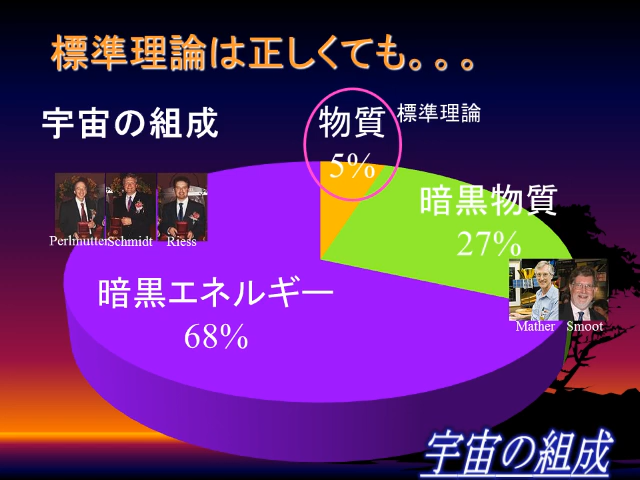 標準理論は正しくても。。。
宇宙の組成
物質
5%
標準理論
暗黒物質
27%
Perlmutter
Schmidt
Riess
暗黒エネルギー
68%
Mather
Smoot
宇宙の組成